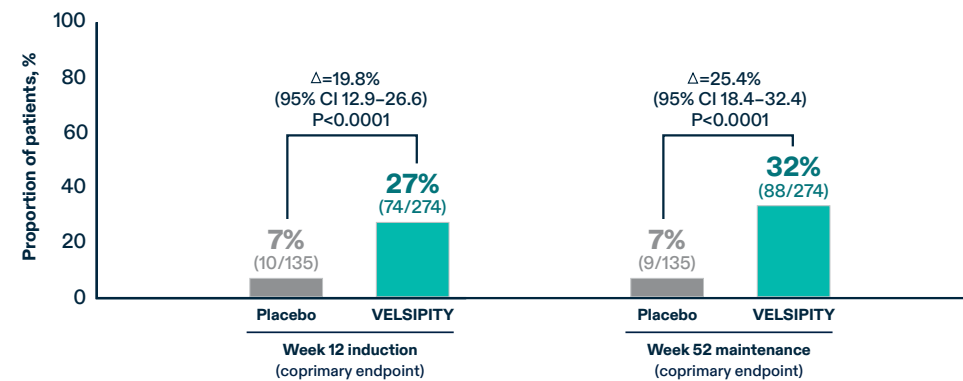 Proportion of patients, %
100
80
60
40
20
0
Δ=19.8%
(95% CI 12.9–26.6)
P<0.0001
7%
(10/135)
27%
(74/274)
Placebo
VELSIPITY
Week 12 induction
(coprimary endpoint)
Δ=25.4%
(95% CI 18.4–32.4)
P<0.0001
7%
(9/135)
32%
(88/274)
Placebo
VELSIPITY
Week 52 maintenance
(coprimary endpoint)